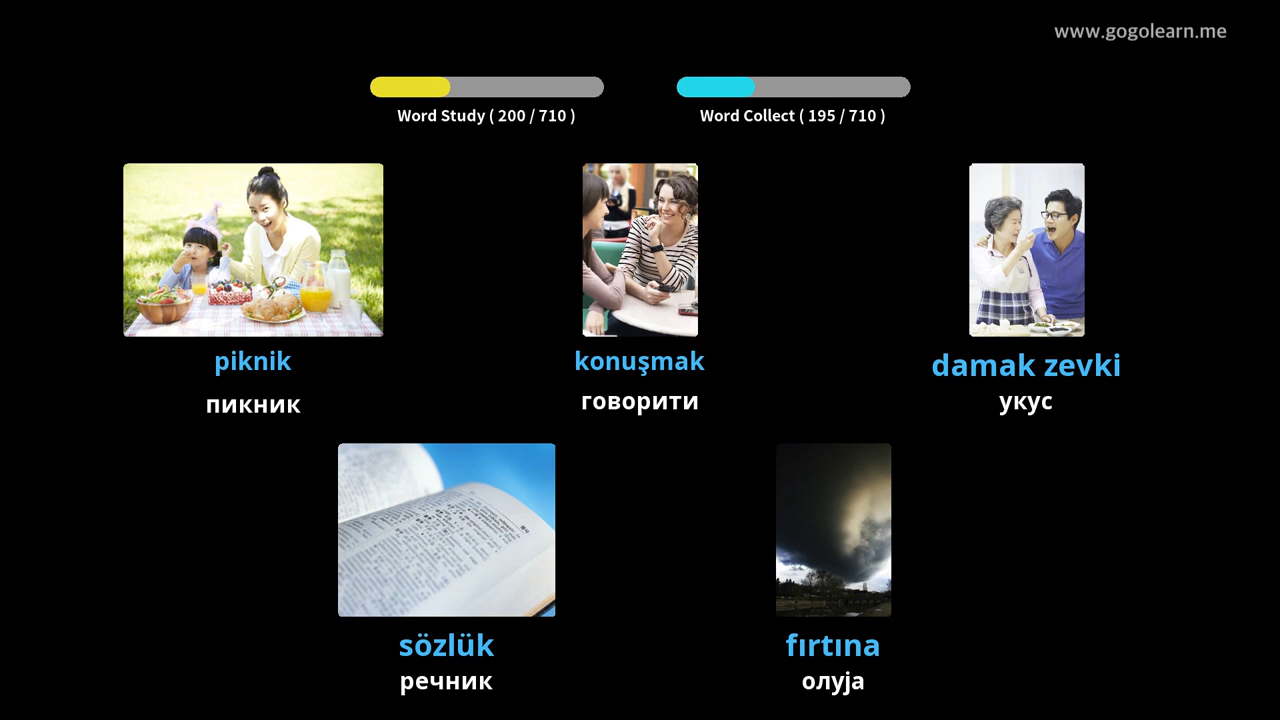 www.gogolearn.me
Word Study ( 200 / 710 )
Word Collect ( 195 / 710 )
piknik
пикник
konuşmak
говорити
damak zevki
укус
sözlük
речник
fırtına
олуја